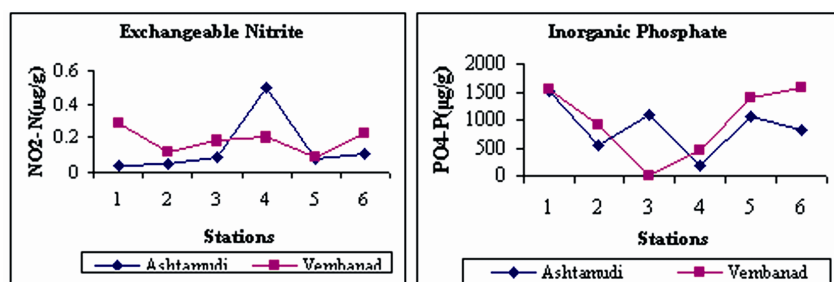 Exchangeable Nitrite
NO2-N(µg/g)
0.6
0.4
0.2
0
1 2 3 4 5 6
Stations
Ashtamudi Vembanad
Inorganic Phosphate
PO4-P(µg/g)
2000
1500
1000
500
0
1 2 3 4 5 6
Stations
Ashtamudi Vembanad